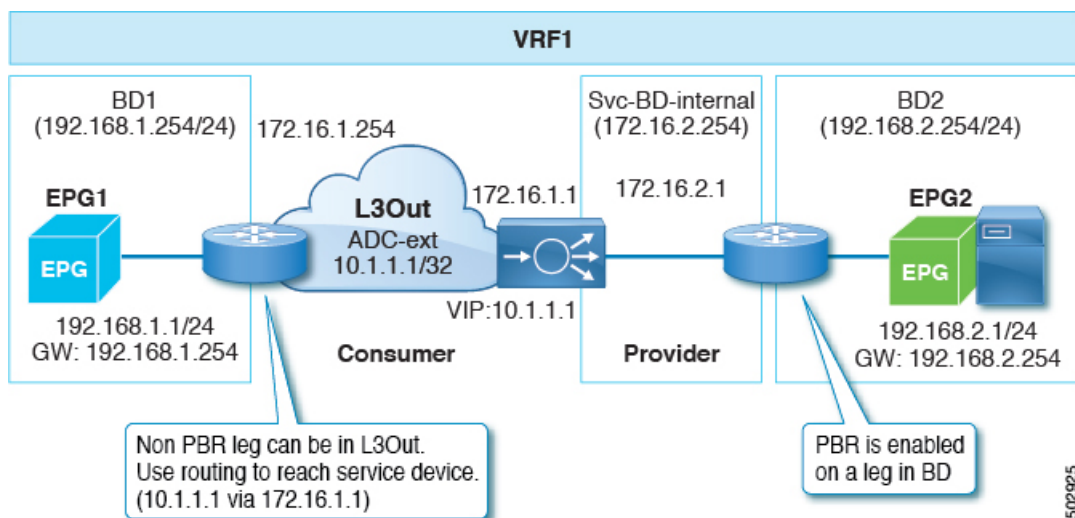 VRF1
BD1
(192.168.1.254/24)
172.16.1.254
EPG1
EPG
192.168.1.1/24
GW: 192.168.1.254
L3Out
ADC-ext
10.1.1.1/32
172.16.1.1
VIP:10.1.1.1
Consumer
Svc-BD-internal
(172.16.2.254)
172.16.2.1
Provider
BD2
(192.168.2.254/24)
EPG2
EPG
192.168.2.1/24
GW: 192.168.2.254
Non PBR leg can be in L3Out.
Use routing to reach service device.
(10.1.1.1 via 172.16.1.1)
PBR is enabled
on a leg in BD
502925